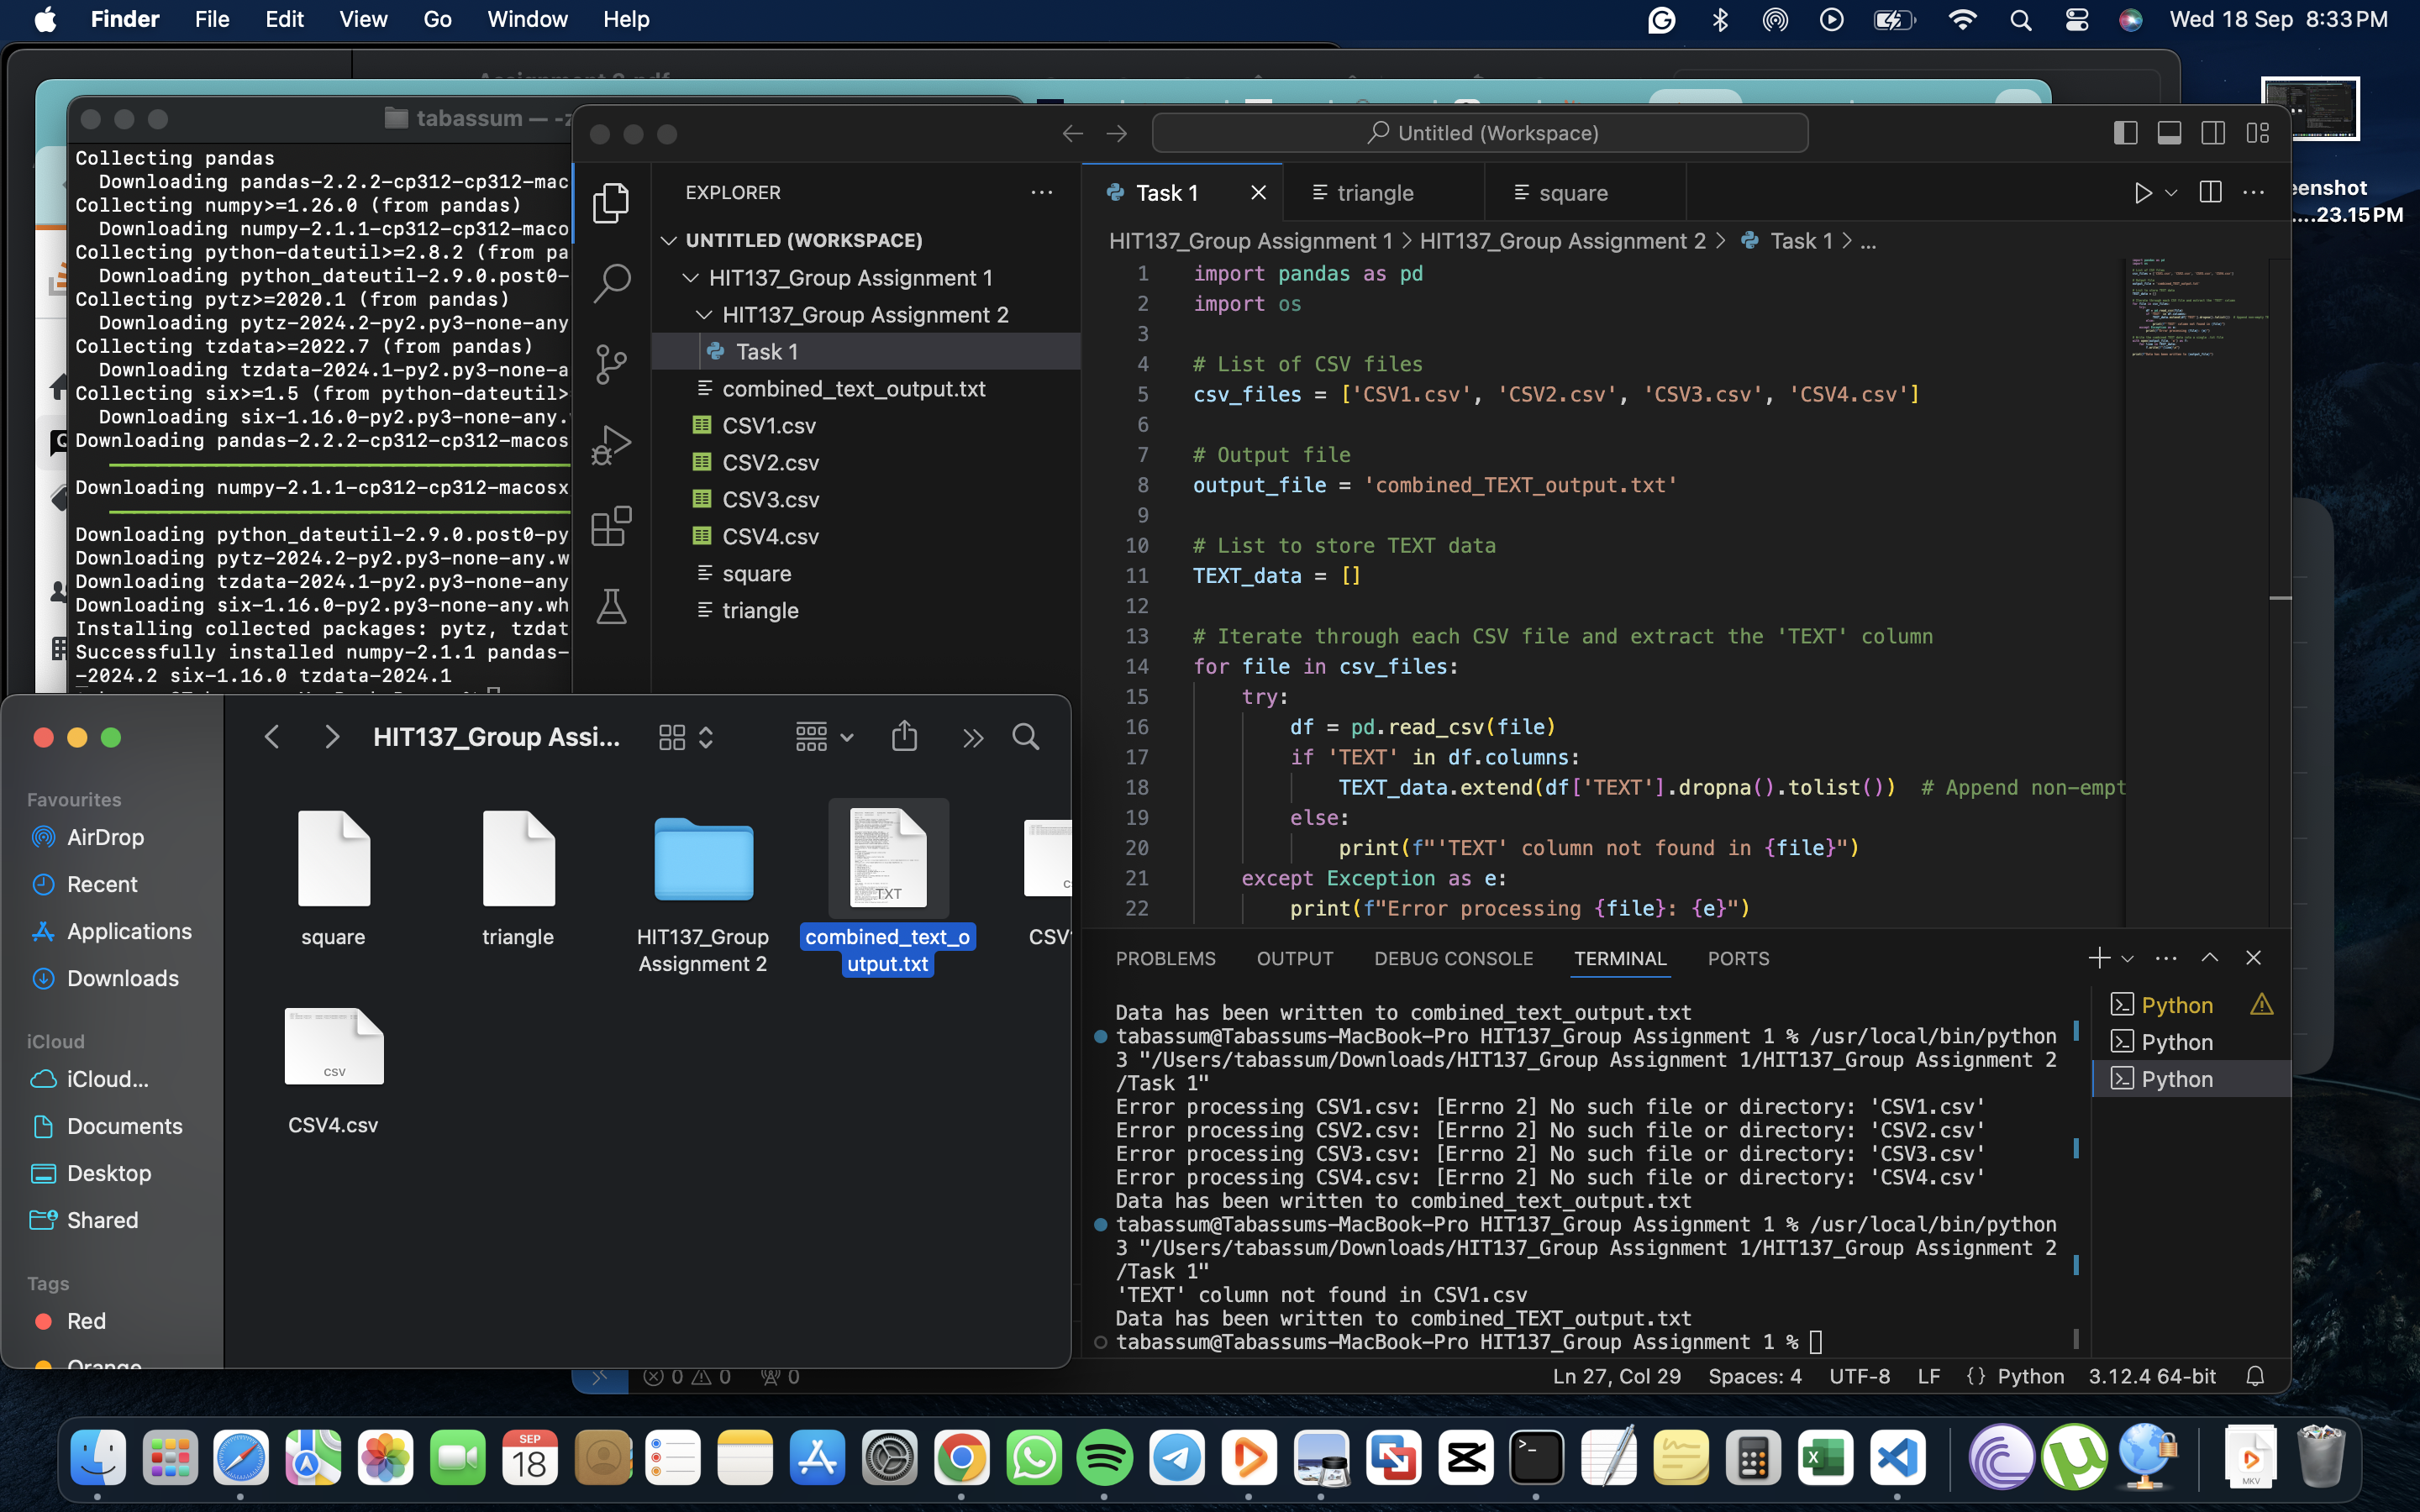 Finder File Edit View Go Window Help
Wed 18 Sep 8:33 PM
tabassum —
Collecting pandas
Downloading pandas-2.2.2-cp312-cp312-mac
Collecting numpy>=1.26.0 (from pandas)
Downloading numpy-2.1.1-cp312-cp312-maco
Collecting python-dateutil>=2.8.2 (from pa
Downloading python_dateutil-2.9.0.post0-
Collecting pytz>=2020.1 (from pandas)
Downloading pytz-2024.2-py2.py3-none-any
Collecting tzdata>=2022.7 (from pandas)
Downloading tzdata-2024.1-py2.py3-none-a
Collecting six>=1.5 (from python-dateutil>
Downloading six-1.16.0-py2.py3-none-any.
Downloading pandas-2.2.2-cp312-cp312-macos
Downloading numpy-2.1.1-cp312-cp312-macosx
Downloading python_dateutil-2.9.0.post0-py
Downloading pytz-2024.2-py2.py3-none-any.w
Downloading tzdata-2024.1-py2.py3-none-any
Downloading six-1.16.0-py2.py3-none-any.wh
Installing collected packages: pytz, tzdat
Successfully installed numpy-2.1.1 pandas-
-2024.2 six-1.16.0 tzdata-2024.1
Untitled (Workspace)
EXPLORER
UNTITLED (WORKSPACE)
HIT137_Group Assignment 1
HIT137_Group Assignment 2
Task 1
combined_text_output.txt
CSV1.csv
CSV2.csv
CSV3.csv
CSV4.csv
square
triangle
Task 1 triangle square
HIT137_Group Assignment 1 > HIT137_Group Assignment 2 > Task 1 > ...
1 import pandas as pd
2 import os
3
4 # List of CSV files
5 csv_files = ['CSV1.csv', 'CSV2.csv', 'CSV3.csv', 'CSV4.csv']
6
7 # Output file
8 output_file = 'combined_TEXT_output.txt'
9
10 # List to store TEXT data
11 TEXT_data = []
12
13 # Iterate through each CSV file and extract the 'TEXT' column
14 for file in csv_files:
15 try:
16 df = pd.read_csv(file)
17 if 'TEXT' in df.columns:
18 TEXT_data.extend(df['TEXT'].dropna().tolist()) # Append non-empt
19 else:
20 print(f"'TEXT' column not found in {file}")
21 except Exception as e:
22 print(f"Error processing {file}: {e}")
PROBLEMS OUTPUT DEBUG CONSOLE TERMINAL PORTS
Data has been written to combined_text_output.txt
tabassum@Tabassums-MacBook-Pro HIT137_Group Assignment 1 % /usr/local/bin/python
3 "/Users/tabassum/Downloads/HIT137_Group Assignment 1/HIT137_Group Assignment 2
/Task 1"
Error processing CSV1.csv: [Errno 2] No such file or directory: 'CSV1.csv'
Error processing CSV2.csv: [Errno 2] No such file or directory: 'CSV2.csv'
Error processing CSV3.csv: [Errno 2] No such file or directory: 'CSV3.csv'
Error processing CSV4.csv: [Errno 2] No such file or directory: 'CSV4.csv'
Data has been written to combined_text_output.txt
tabassum@Tabassums-MacBook-Pro HIT137_Group Assignment 1 % /usr/local/bin/python
3 "/Users/tabassum/Downloads/HIT137_Group Assignment 1/HIT137_Group Assignment 2
/Task 1"
'TEXT' column not found in CSV1.csv
Data has been written to combined_TEXT_output.txt
tabassum@Tabassums-MacBook-Pro HIT137_Group Assignment 1 %
Python
Python
Python
0 0 0
Ln 27, Col 29 Spaces: 4 UTF-8 LF {} Python 3.12.4 64-bit
HIT137_Group Assi...
Favourites
AirDrop
Recent
Applications
Downloads
iCloud
iCloud...
Documents
Desktop
Shared
Tags
Red
Orange
square
triangle
HIT137_Group
Assignment 2
TXT
combined_text_o
utput.txt
CSV
CSV4.csv
eenshot
....23.15 PM
SEP
18
MKV